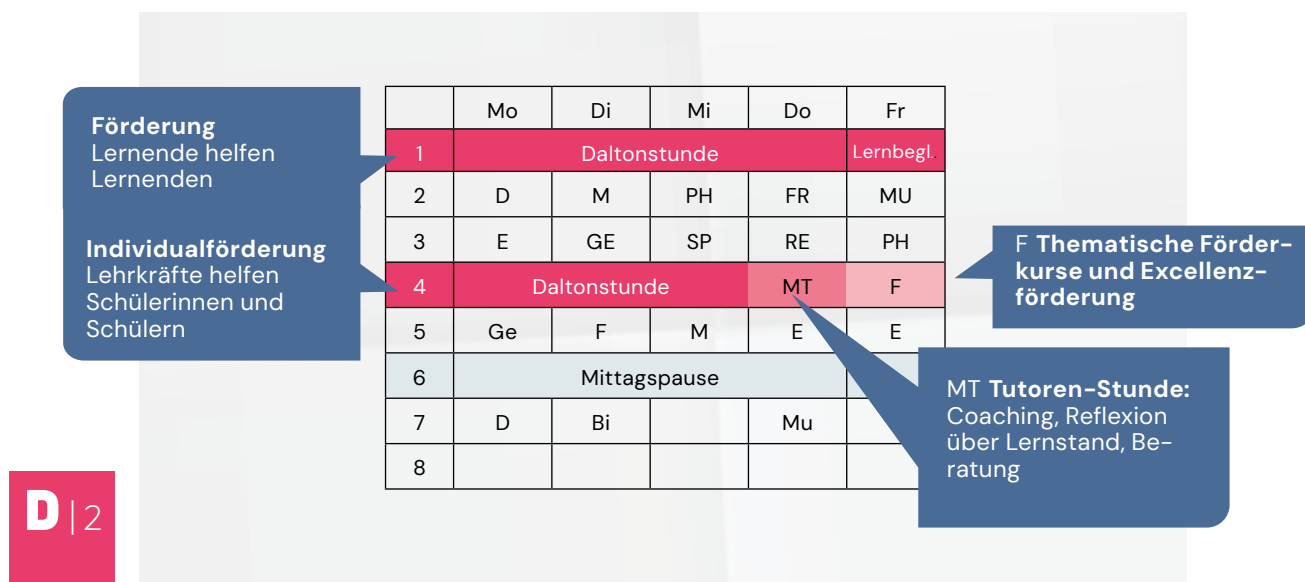 Förderung
Lernende helfen
Lernenden
Individualförderung
Lehrkräfte helfen
Schülerinnen und
Schülern
Mo Di Mi Do Fr
1 Daltonstunde Lernbegl.
2 D M PH FR MU
3 E GE SP RE PH
4 Daltonstunde MT F
5 Ge F M E E
6 Mittagspause
7 D Bi Mu
8
F Thematische Förder-
kurse und Excellenz-
förderung
MT Tutoren-Stunde:
Coaching, Reflexion
über Lernstand, Be-
ratung
D|2